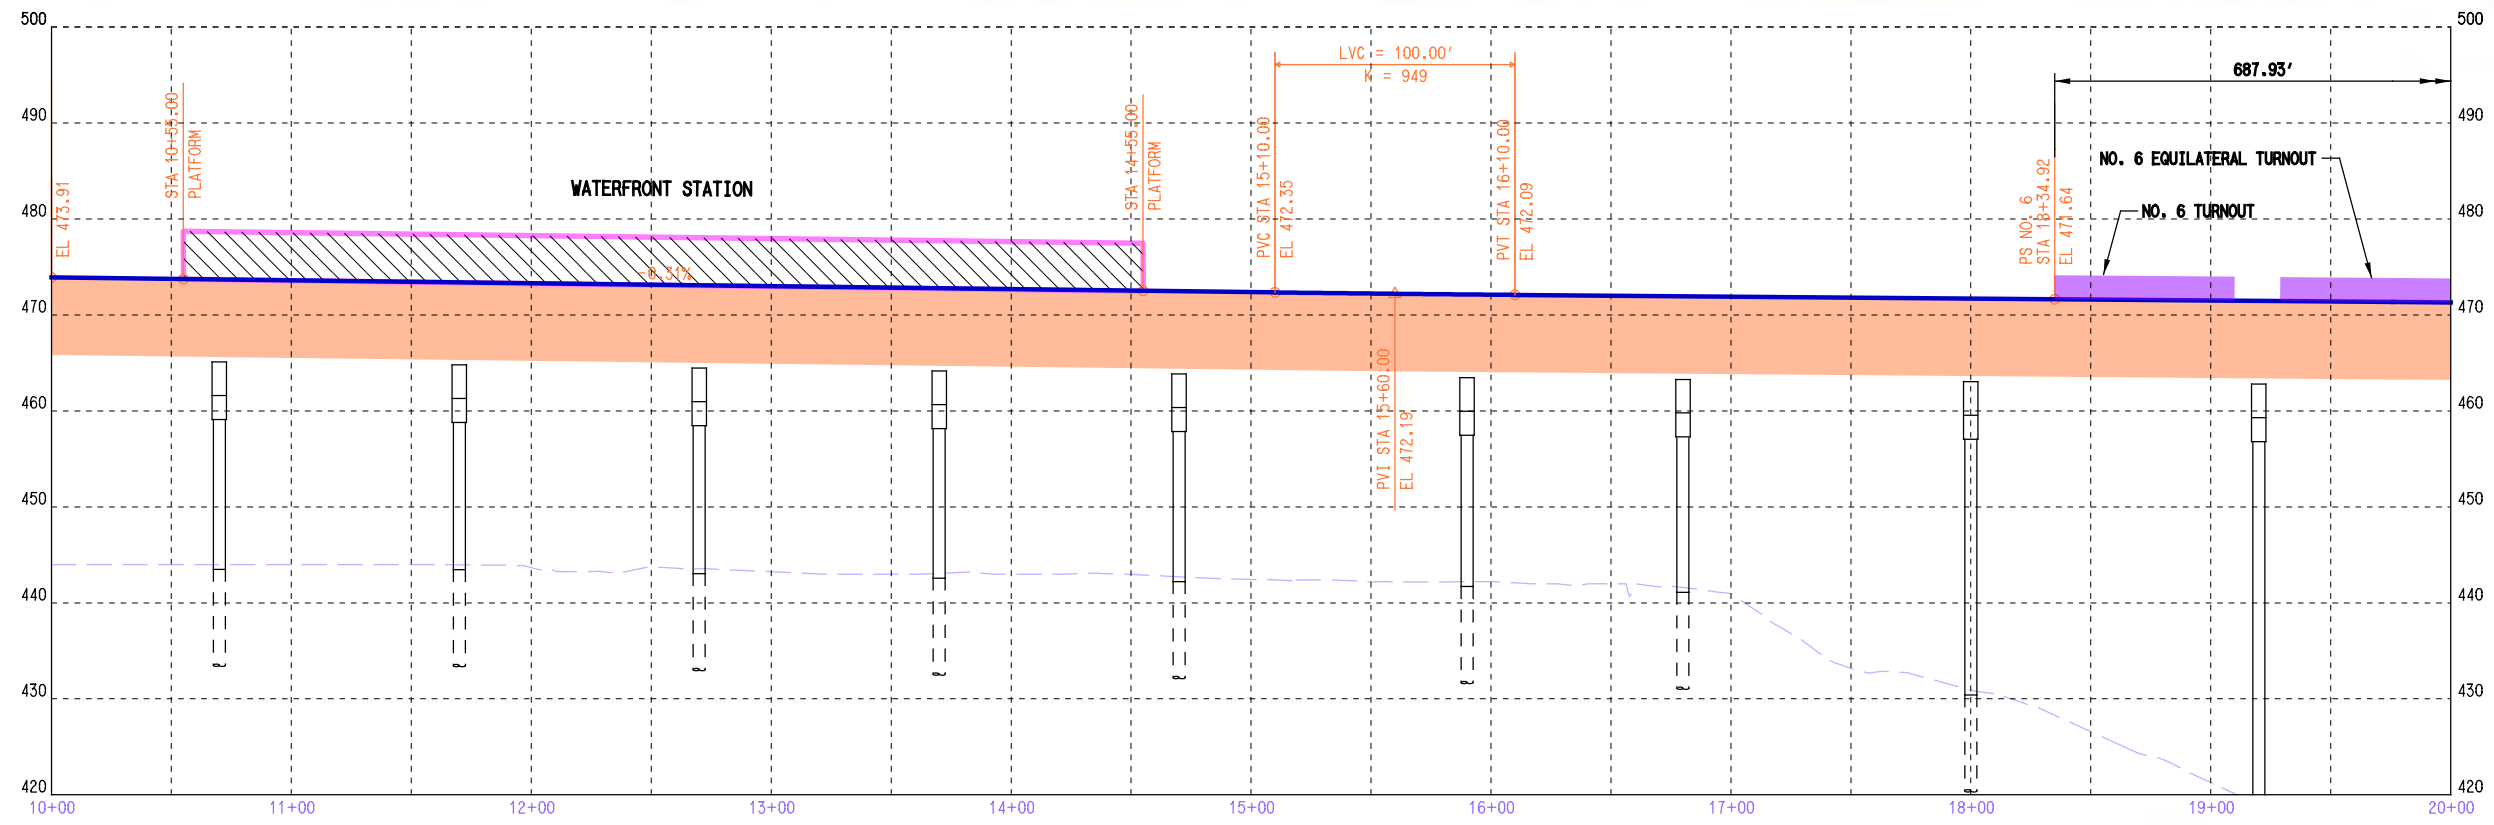 500
500
LVC = 100.00'
K = 949
687.93'
490
490
STA 10+55.00
PLATFORM
STA 14+55.00
PLATFORM
PVC STA 15+10.00
EL 472.35
PVT STA 16+10.00
EL 472.09
NO. 6 EQUILATERAL TURNOUT
EL 473.91
WATERFRONT STATION
PS NO. 6
STA 18+34.92
EL 471.64
NO. 6 TURNOUT
480
480
-0.31%
470
470
PVI STA 15+60.00
EL 472.19
460
460
450
450
440
440
430
430
420
420
10+00
11+00
12+00
13+00
14+00
15+00
16+00
17+00
18+00
19+00
20+00